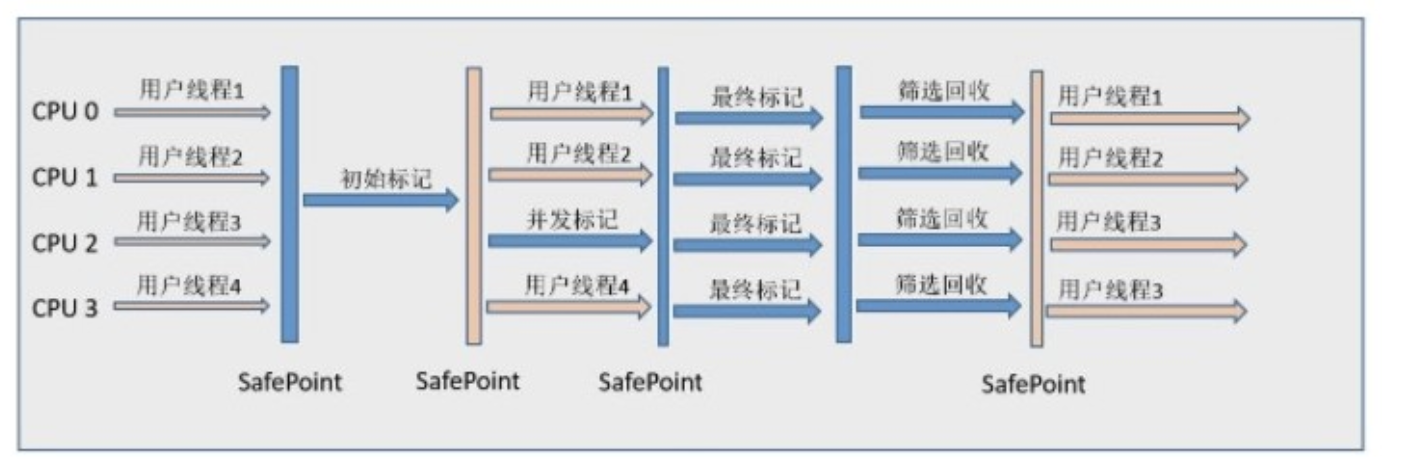 CPU 0 用户线程1 用户线程1 最终标记 筛选回收 用户线程1
CPU 1 用户线程2 初始标记 用户线程2 最终标记 筛选回收 用户线程2
CPU 2 用户线程3 并发标记 最终标记 筛选回收 用户线程3
CPU 3 用户线程4 用户线程4 最终标记 筛选回收 用户线程3
SafePoint SafePoint SafePoint SafePoint